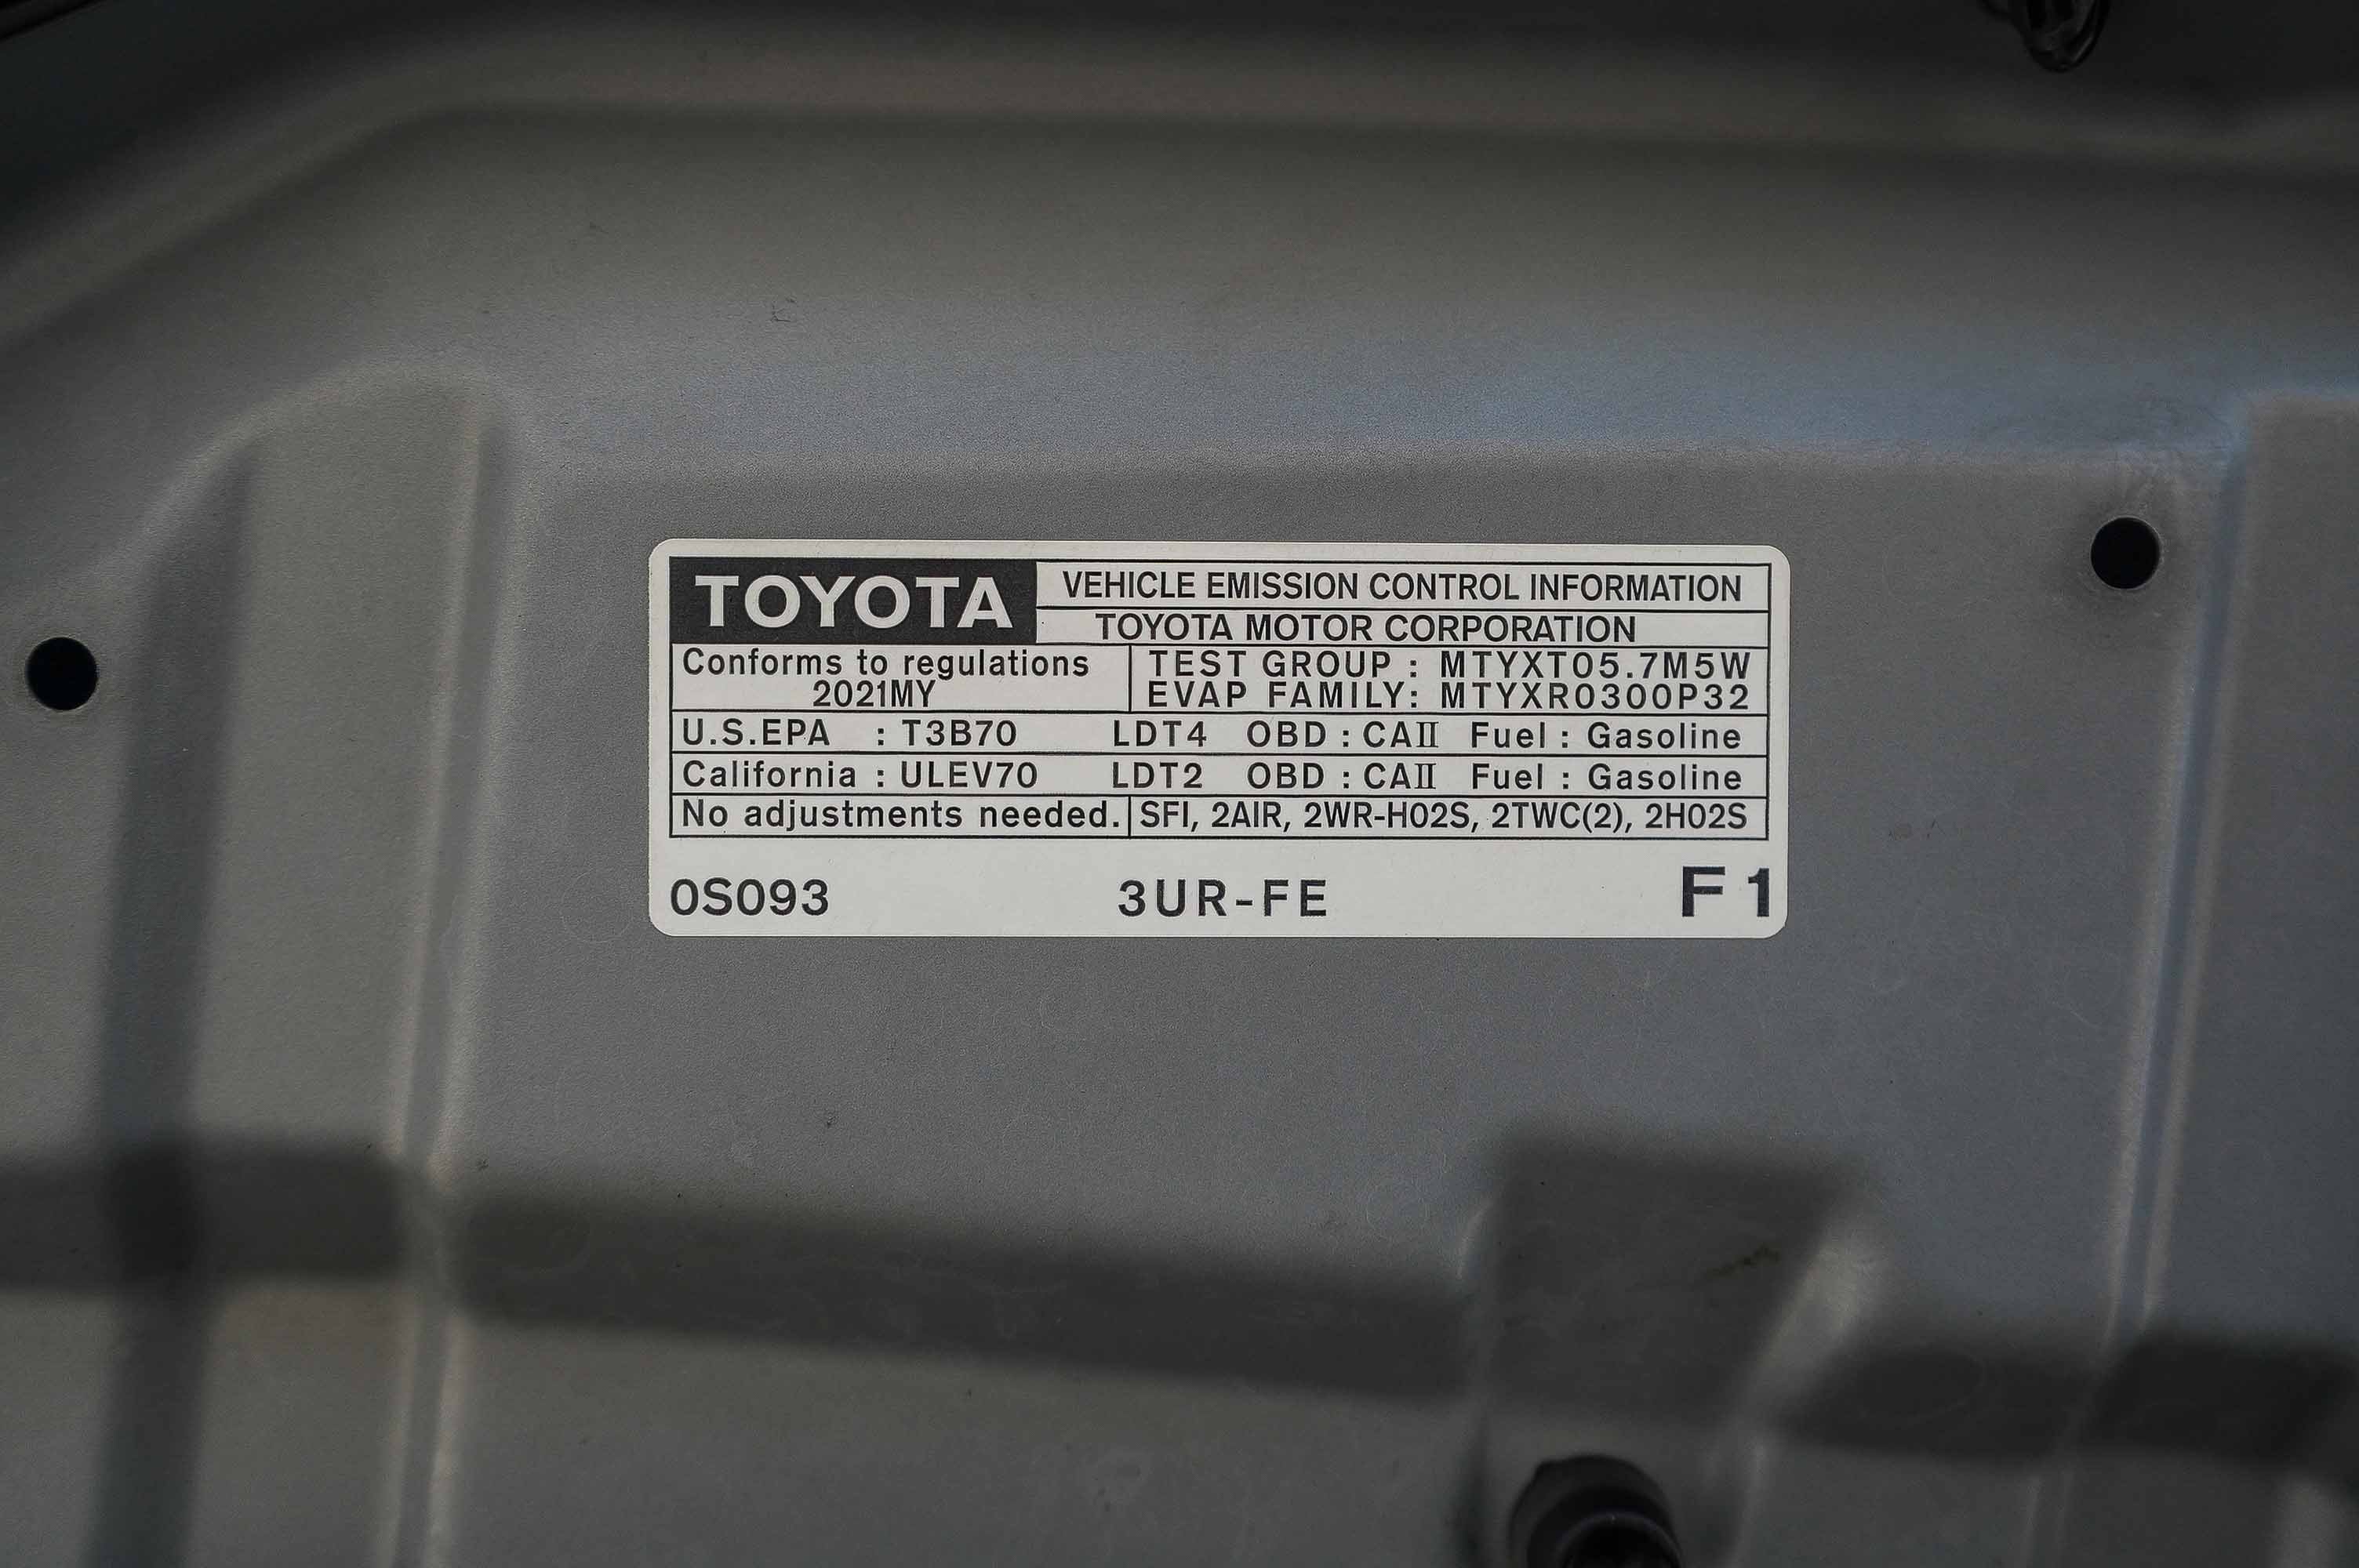 TOYOTA VEHICLE EMISSION CONTROL INFORMATION
TOYOTA MOTOR CORPORATION
Conforms to regulations TEST GROUP : MTYXT05.7M5W
2021MY EVAP FAMILY: MTYXR0300P32
U.S.EPA : T3B70 LDT4 OBD : CAⅡ Fuel : Gasoline
California : ULEV70 LDT2 OBD : CAⅡ Fuel : Gasoline
No adjustments needed. SFI, 2AIR, 2WR-HO2S, 2TWC(2), 2HO2S
0S093 3UR-FE F1